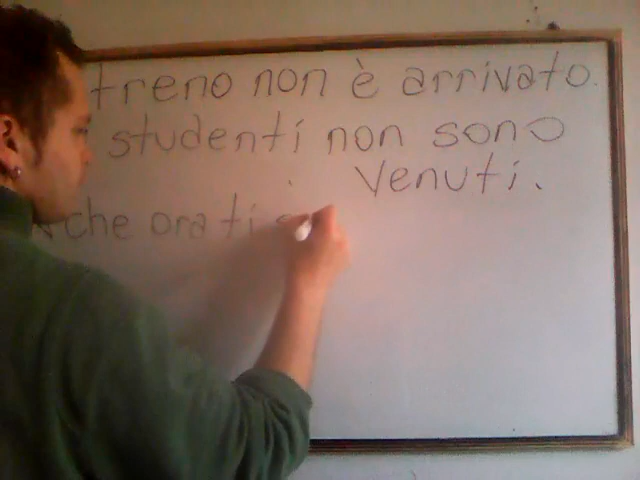 treno non è arrivato.
studenti non sono
venuti.
che ora ti